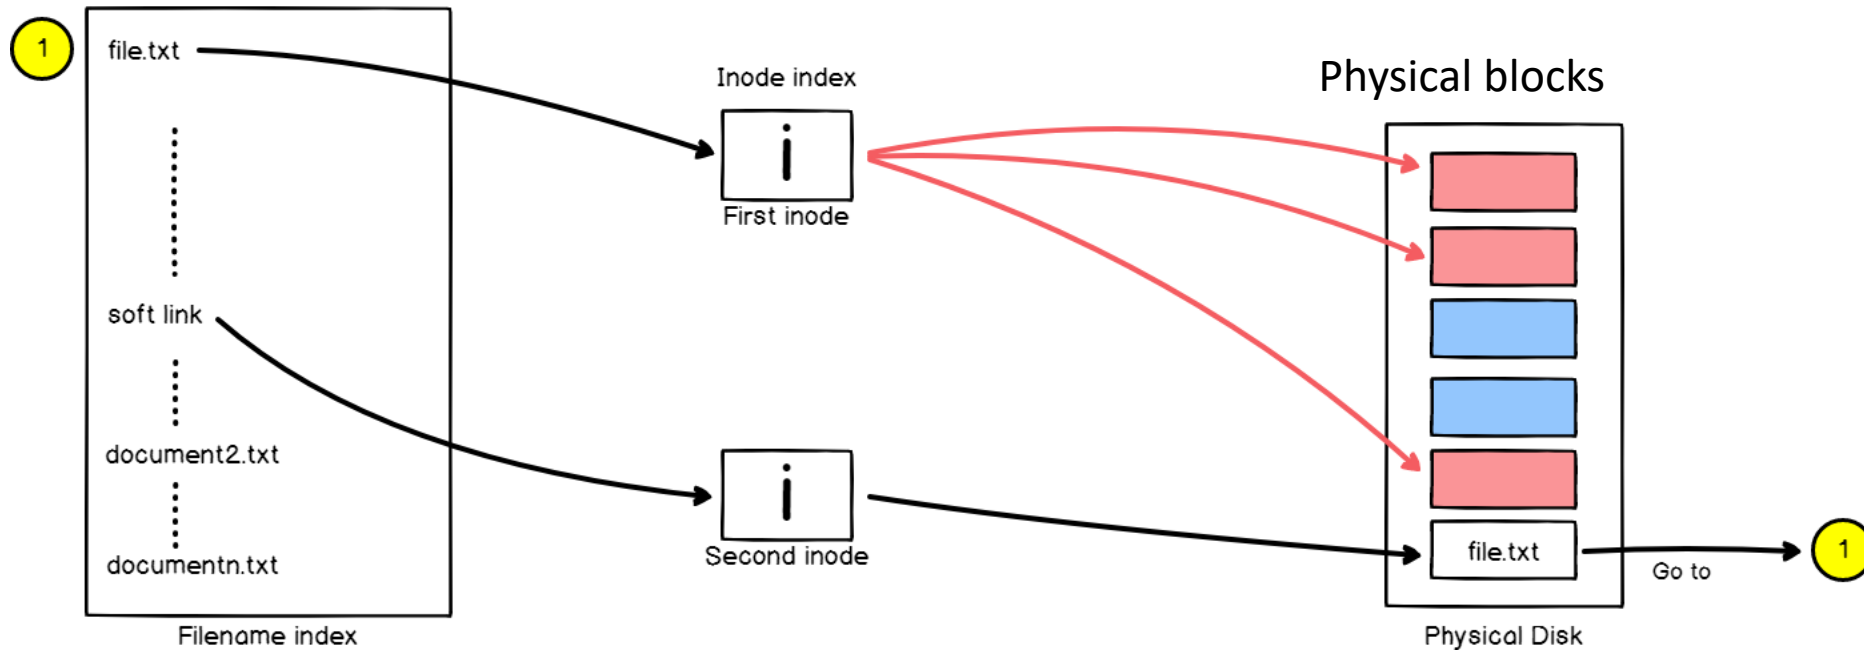 1
file.txt
soft link
document2.txt
documentn.txt
Filename index
Inode index
i
First inode
i
Second inode
Physical blocks
file.txt
Go to
1
Physical Disk